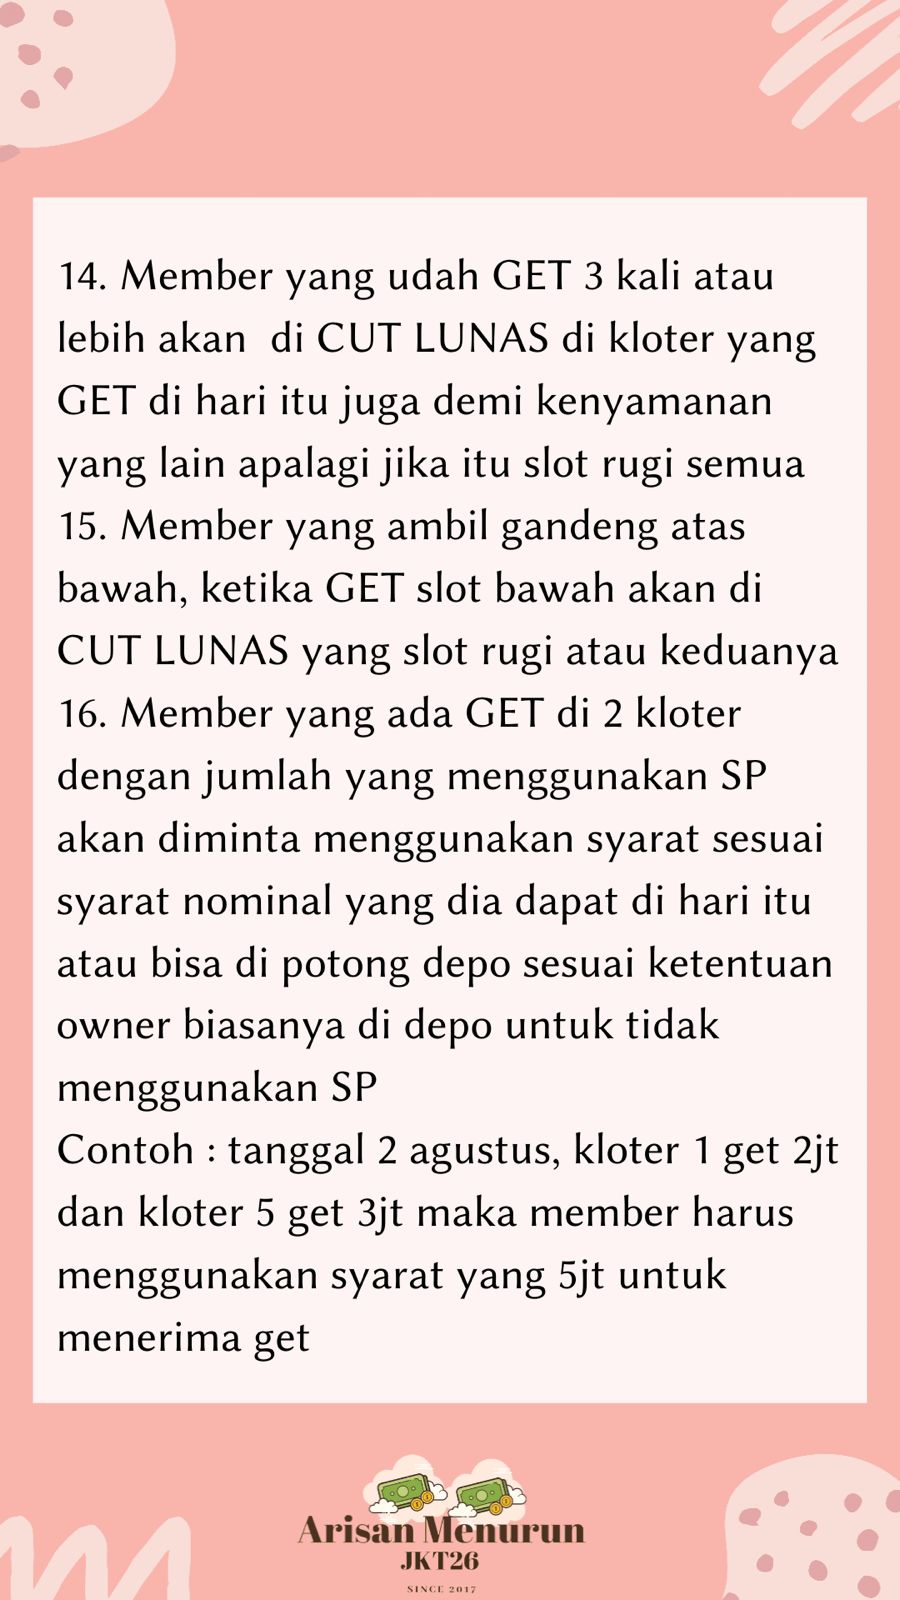 14. Member yang udah GET 3 kali atau
lebih akan  di CUT LUNAS di kloter yang
GET di hari itu juga demi kenyamanan
yang lain apalagi jika itu slot rugi semua
15. Member yang ambil gandeng atas
bawah, ketika GET slot bawah akan di
CUT LUNAS yang slot rugi atau keduanya
16. Member yang ada GET di 2 kloter
dengan jumlah yang menggunakan SP
akan diminta menggunakan syarat sesuai
syarat nominal yang dia dapat di hari itu
atau bisa di potong depo sesuai ketentuan
owner biasanya di depo untuk tidak
menggunakan SP
Contoh : tanggal 2 agustus, kloter 1 get 2jt
dan kloter 5 get 3jt maka member harus
menggunakan syarat yang 5jt untuk
menerima get
Arisan Menurun
JKT26
SINCE 2017